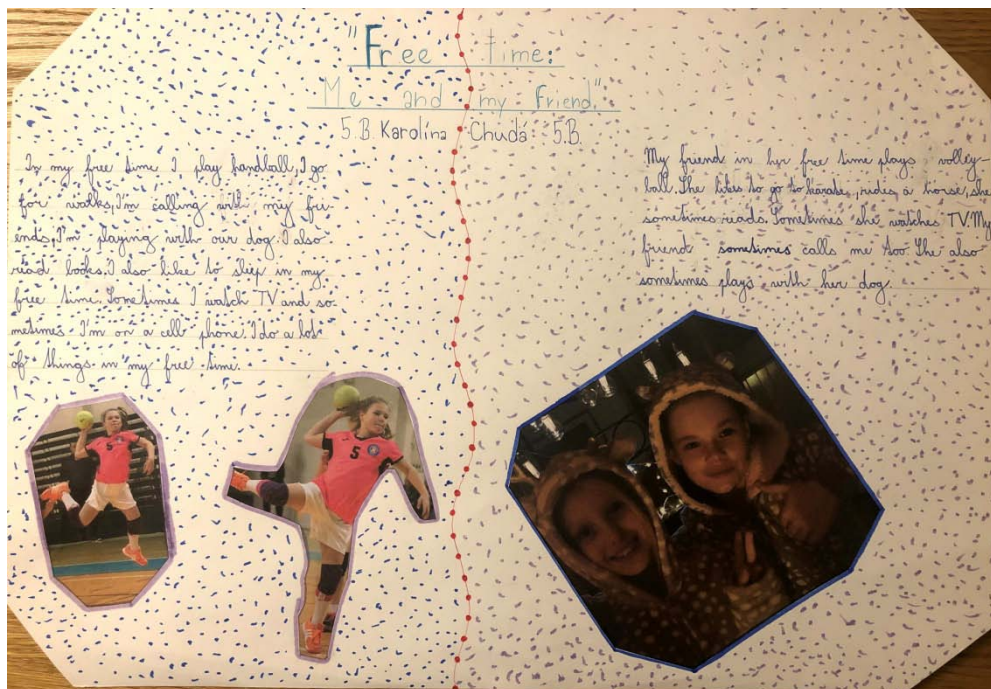 "Free time:
Me and my Friend."
5.B. Karolína Chudá 5.B.
In my free time I play handball, I go
for walks, I'm calling with my fri-
ends, I'm playing with our dog. I also
read books. I also like to sleep in my
free time. Sometimes I watch TV and so-
metimes I'm on a cell phone. I do a lot
of things in my free time.
My friend in her free time plays volley-
ball. She likes to go to karate, rides a horse, she
sometimes reads. Sometimes she watches TV. My
friend sometimes calls me too. She also
sometimes plays with her dog.
5
5